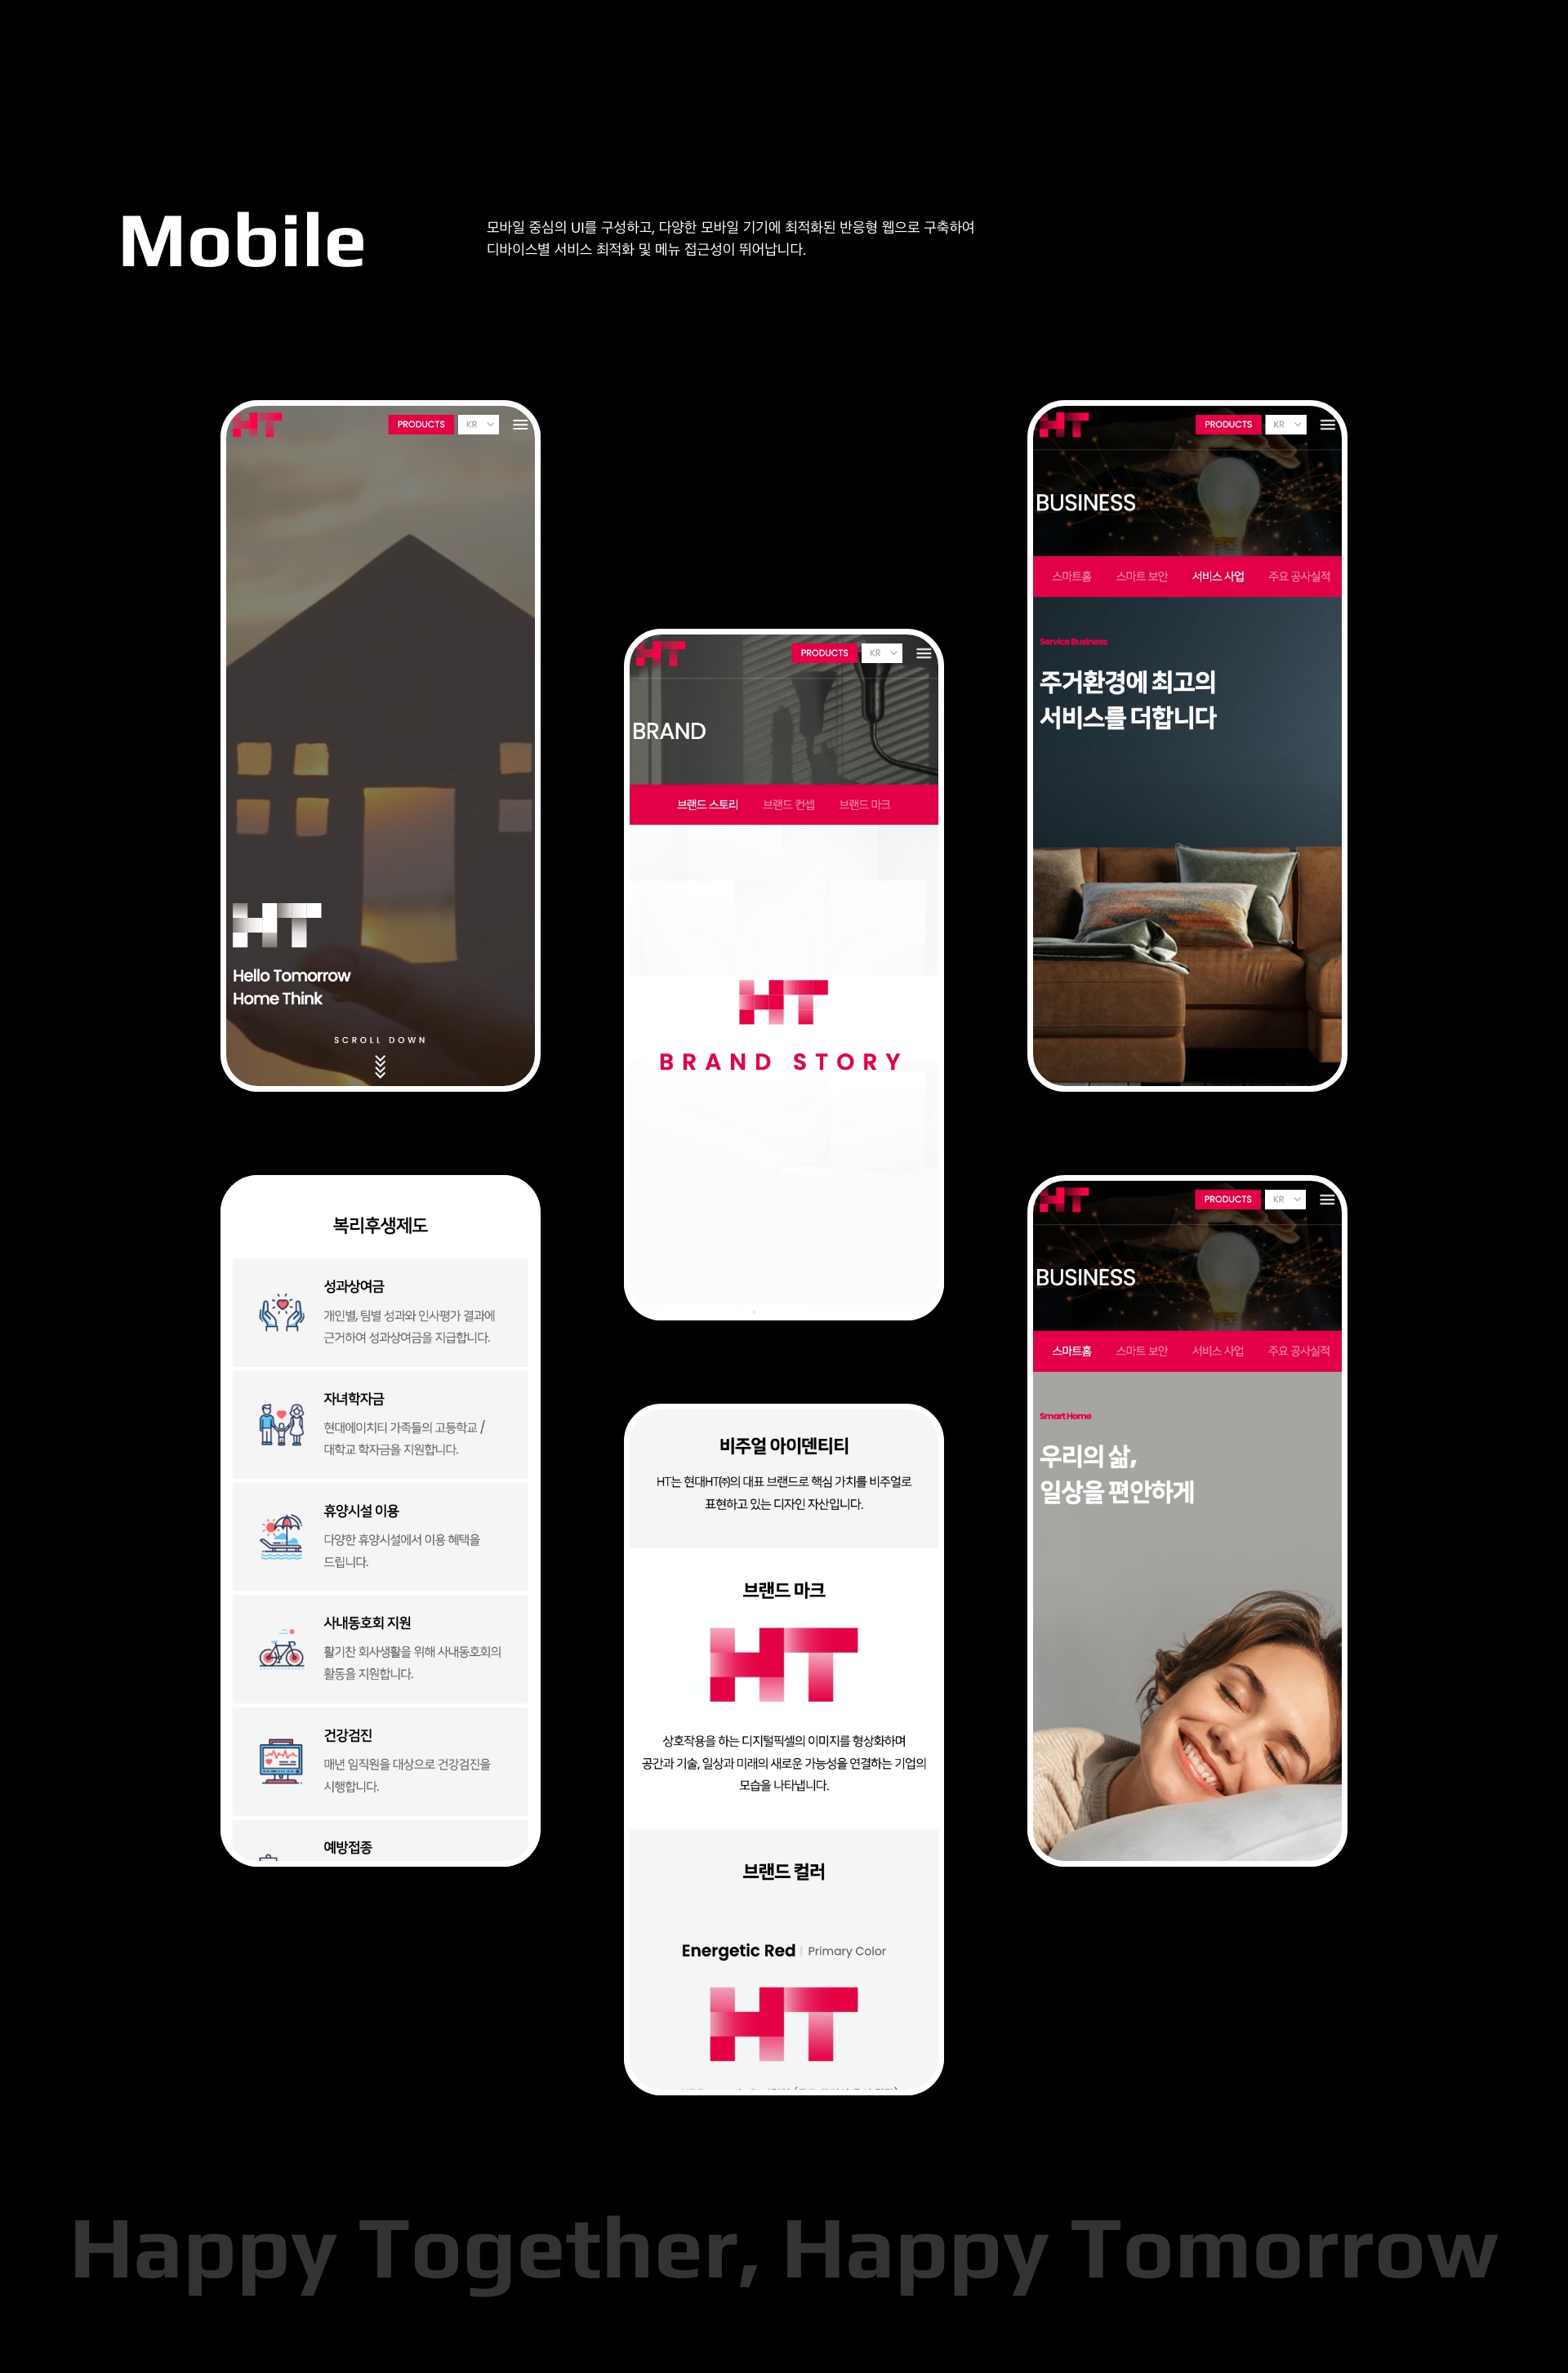 Mobile
모바일 중심의 UI를 구성하고, 다양한 모바일 기기에 최적화된 반응형 웹으로 구축하여
디바이스별 서비스 최적화 및 메뉴 접근성이 뛰어납니다.
HT PRODUCTS KR
HT
Hello Tomorrow
Home Think
SCROLL DOWN
복리후생제도
성과상여금
개인별, 팀별 성과와 인사평가 결과에
근거하여 성과상여금을 지급합니다.
자녀학자금
현대에이치티 가족들의 고등학교 /
대학교 학자금을 지원합니다.
휴양시설 이용
다양한 휴양시설에서 이용 혜택을
드립니다.
사내동호회 지원
활기찬 회사생활을 위해 사내동호회의
활동을 지원합니다.
건강검진
매년 임직원을 대상으로 건강검진을
시행합니다.
예방접종
HT PRODUCTS KR
BRAND
브랜드 스토리 브랜드 컨셉 브랜드 마크
HT
BRAND STORY
비주얼 아이덴티티
HT는 현대HT㈜의 대표 브랜드로 핵심 가치를 비주얼로
표현하고 있는 디자인 자산입니다.
브랜드 마크
HT
상호작용을 하는 디지털픽셀의 이미지를 형상화하며
공간과 기술, 일상과 미래의 새로운 가능성을 연결하는 기업의
모습을 나타냅니다.
브랜드 컬러
Energetic Red | Primary Color
HT
HT PRODUCTS KR
BUSINESS
스마트홈 스마트 보안 서비스 사업 주요 공사실적
Service Business
주거환경에 최고의
서비스를 더합니다
HT PRODUCTS KR
BUSINESS
스마트홈 스마트 보안 서비스 사업 주요 공사실적
Smart Home
우리의 삶,
일상을 편안하게
Happy Together, Happy Tomorrow